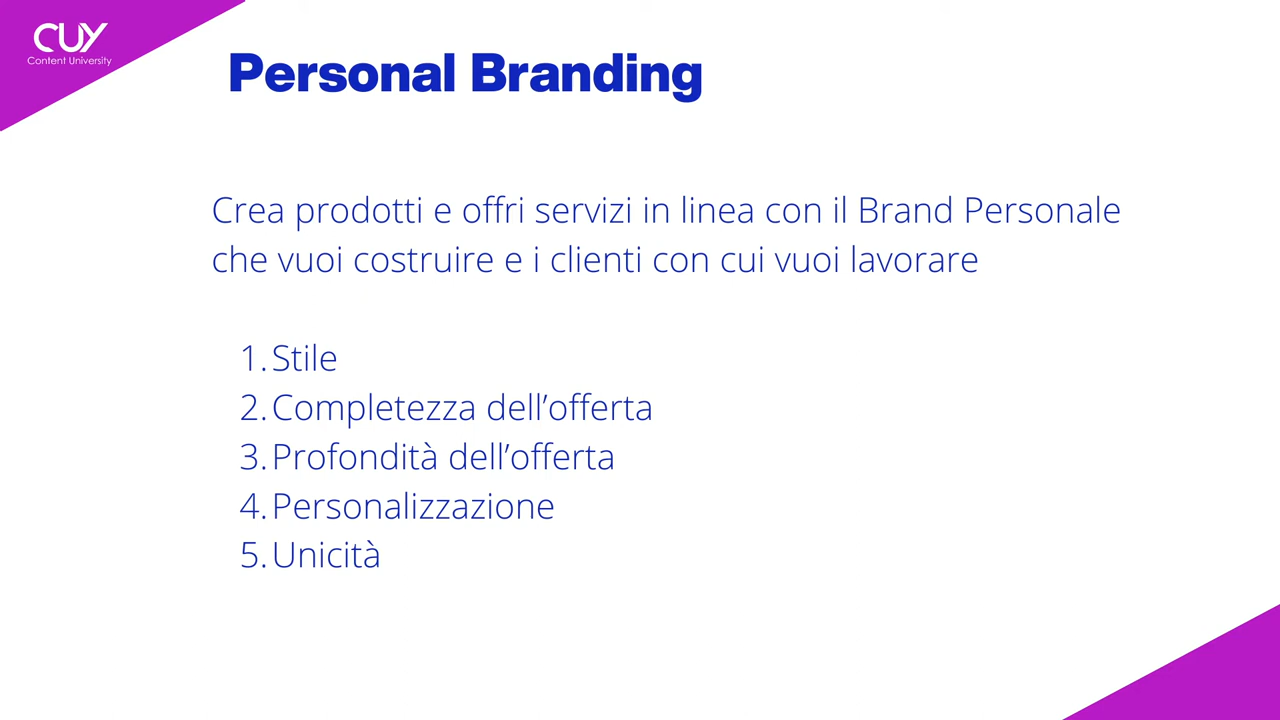 CUY
Content University
Personal Branding
Crea prodotti e offri servizi in linea con il Brand Personale
che vuoi costruire e i clienti con cui vuoi lavorare
1. Stile
2. Completezza dell’offerta
3. Profondità dell’offerta
4. Personalizzazione
5. Unicità